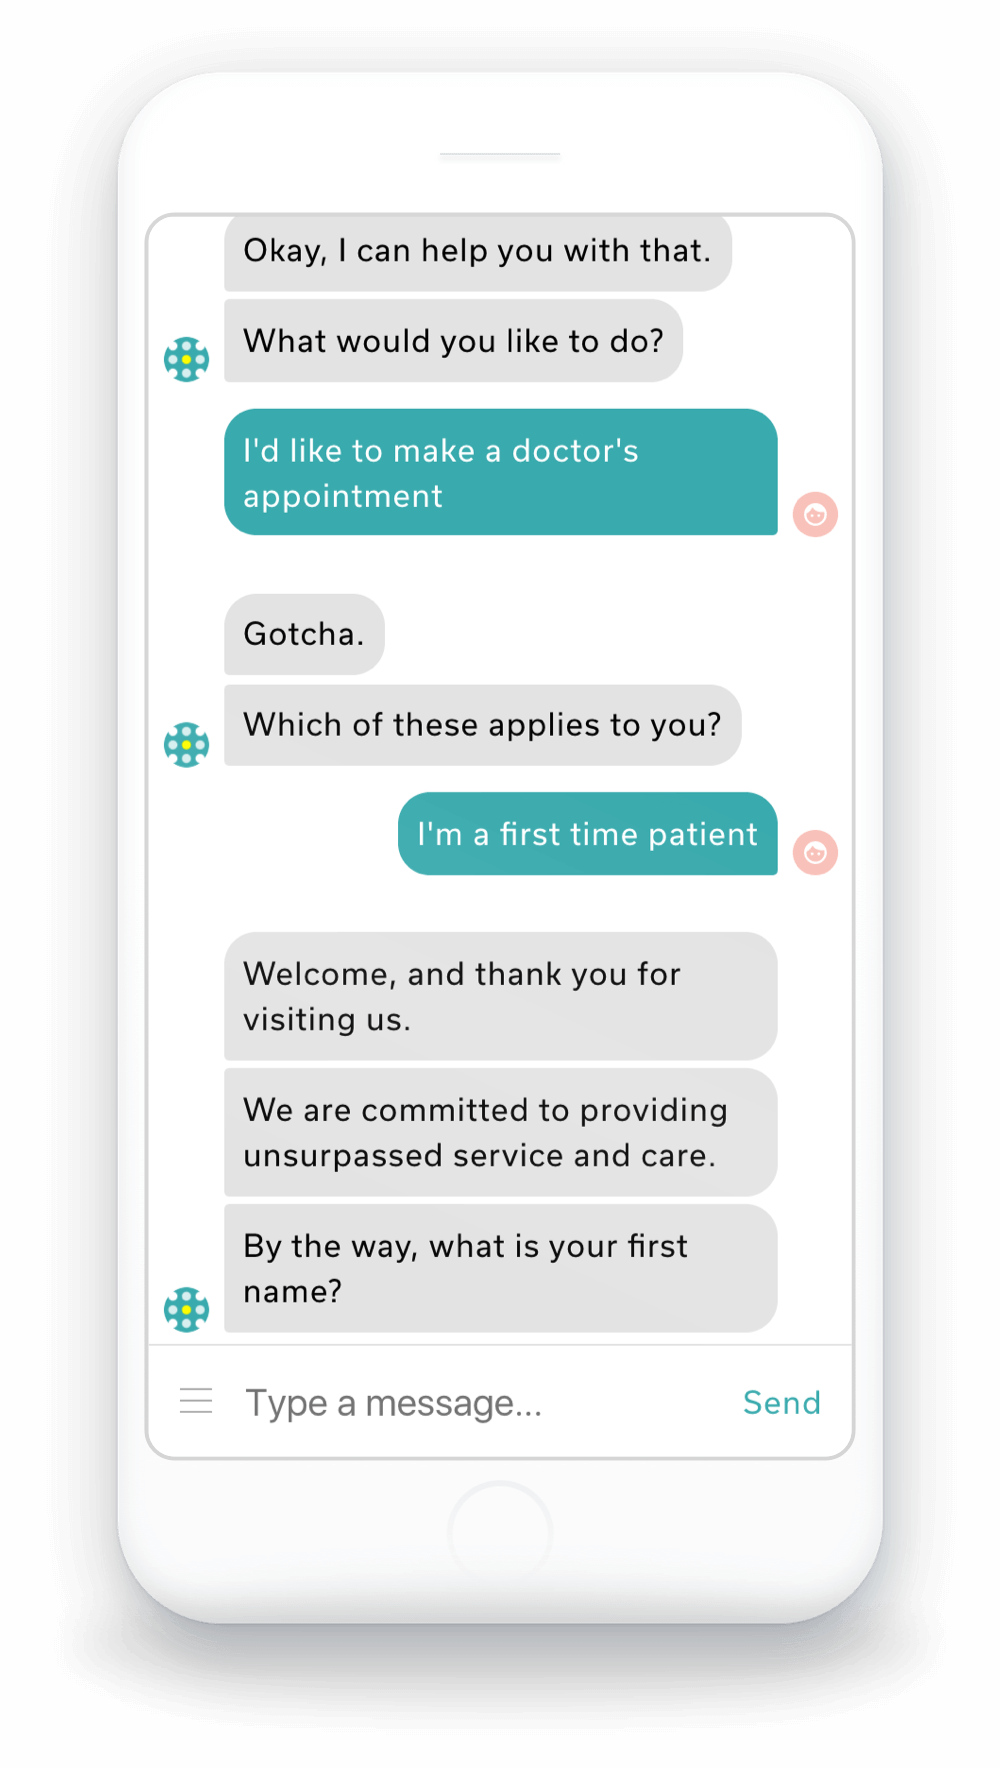 Okay, I can help you with that.
What would you like to do?
I'd like to make a doctor's
appointment
Gotcha.
Which of these applies to you?
I'm a first time patient
Welcome, and thank you for
visiting us.
We are committed to providing
unsurpassed service and care.
By the way, what is your first
name?
Type a message...
Send